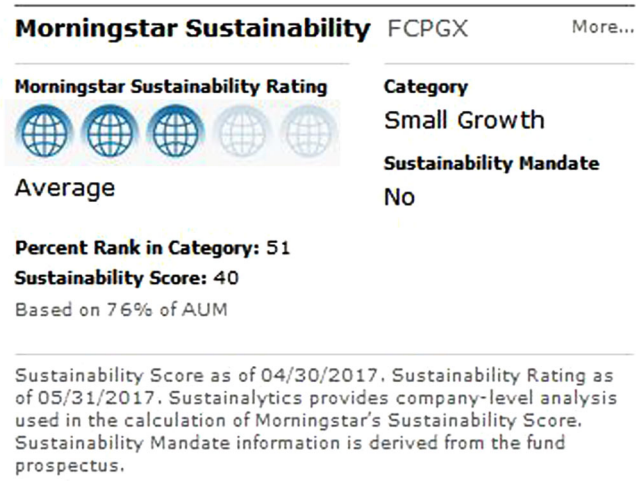 Morningstar Sustainability FCPGX More...
Morningstar Sustainability Rating
Average
Percent Rank in Category: 51
Sustainability Score: 40
Based on 76% of AUM
Category
Small Growth
Sustainability Mandate
No
Sustainability Score as of 04/30/2017. Sustainability Rating as
of 05/31/2017. Sustainalytics provides company-level analysis
used in the calculation of Morningstar’s Sustainability Score.
Sustainability Mandate information is derived from the fund
prospectus.